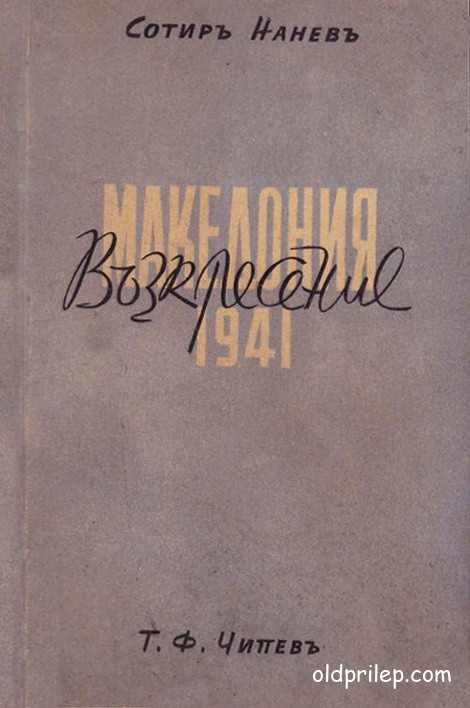 Сотиръ Наневъ
МАКЕДОНИЯ
Възкресение
1941
Т. Ф. Чипевъ
oldprilep.com